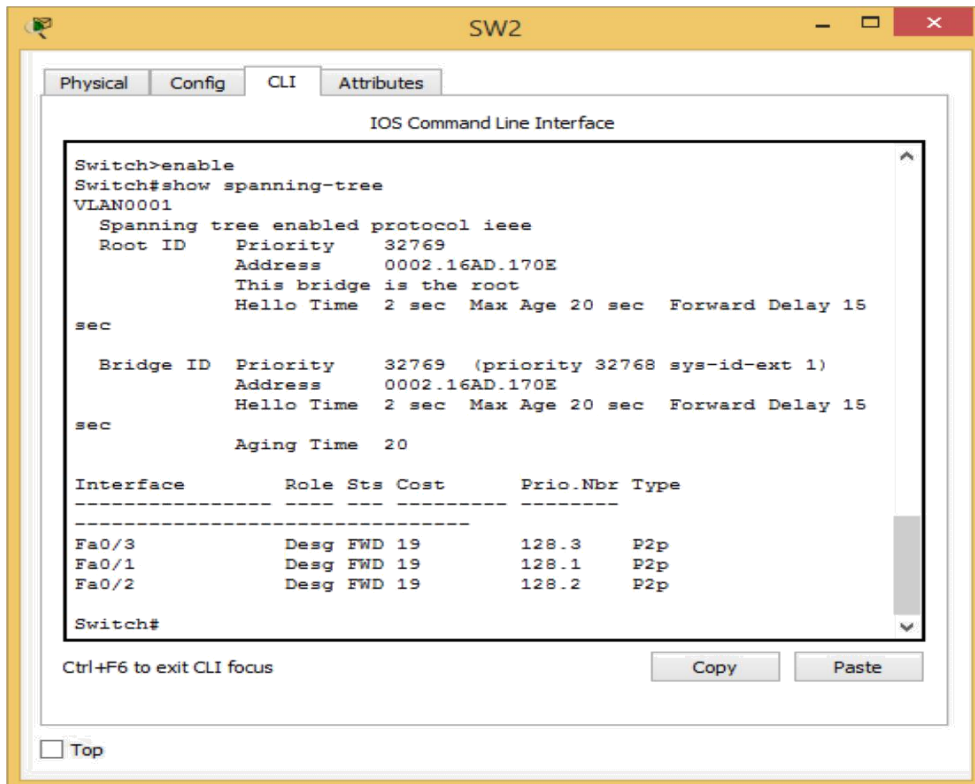 SW2
Physical Config CLI Attributes
IOS Command Line Interface
Switch>enable
Switch#show spanning-tree
VLAN0001
  Spanning tree enabled protocol ieee
  Root ID    Priority    32769
             Address     0002.16AD.170E
             This bridge is the root
             Hello Time  2 sec  Max Age 20 sec  Forward Delay 15
sec

  Bridge ID  Priority    32769  (priority 32768 sys-id-ext 1)
             Address     0002.16AD.170E
             Hello Time  2 sec  Max Age 20 sec  Forward Delay 15
sec
             Aging Time  20

Interface        Role Sts Cost      Prio.Nbr Type
---------------- ---- --- --------- --------
--------------------------------
Fa0/3            Desg FWD 19        128.3    P2p
Fa0/1            Desg FWD 19        128.1    P2p
Fa0/2            Desg FWD 19        128.2    P2p

Switch#
Ctrl+F6 to exit CLI focus Copy Paste
Top